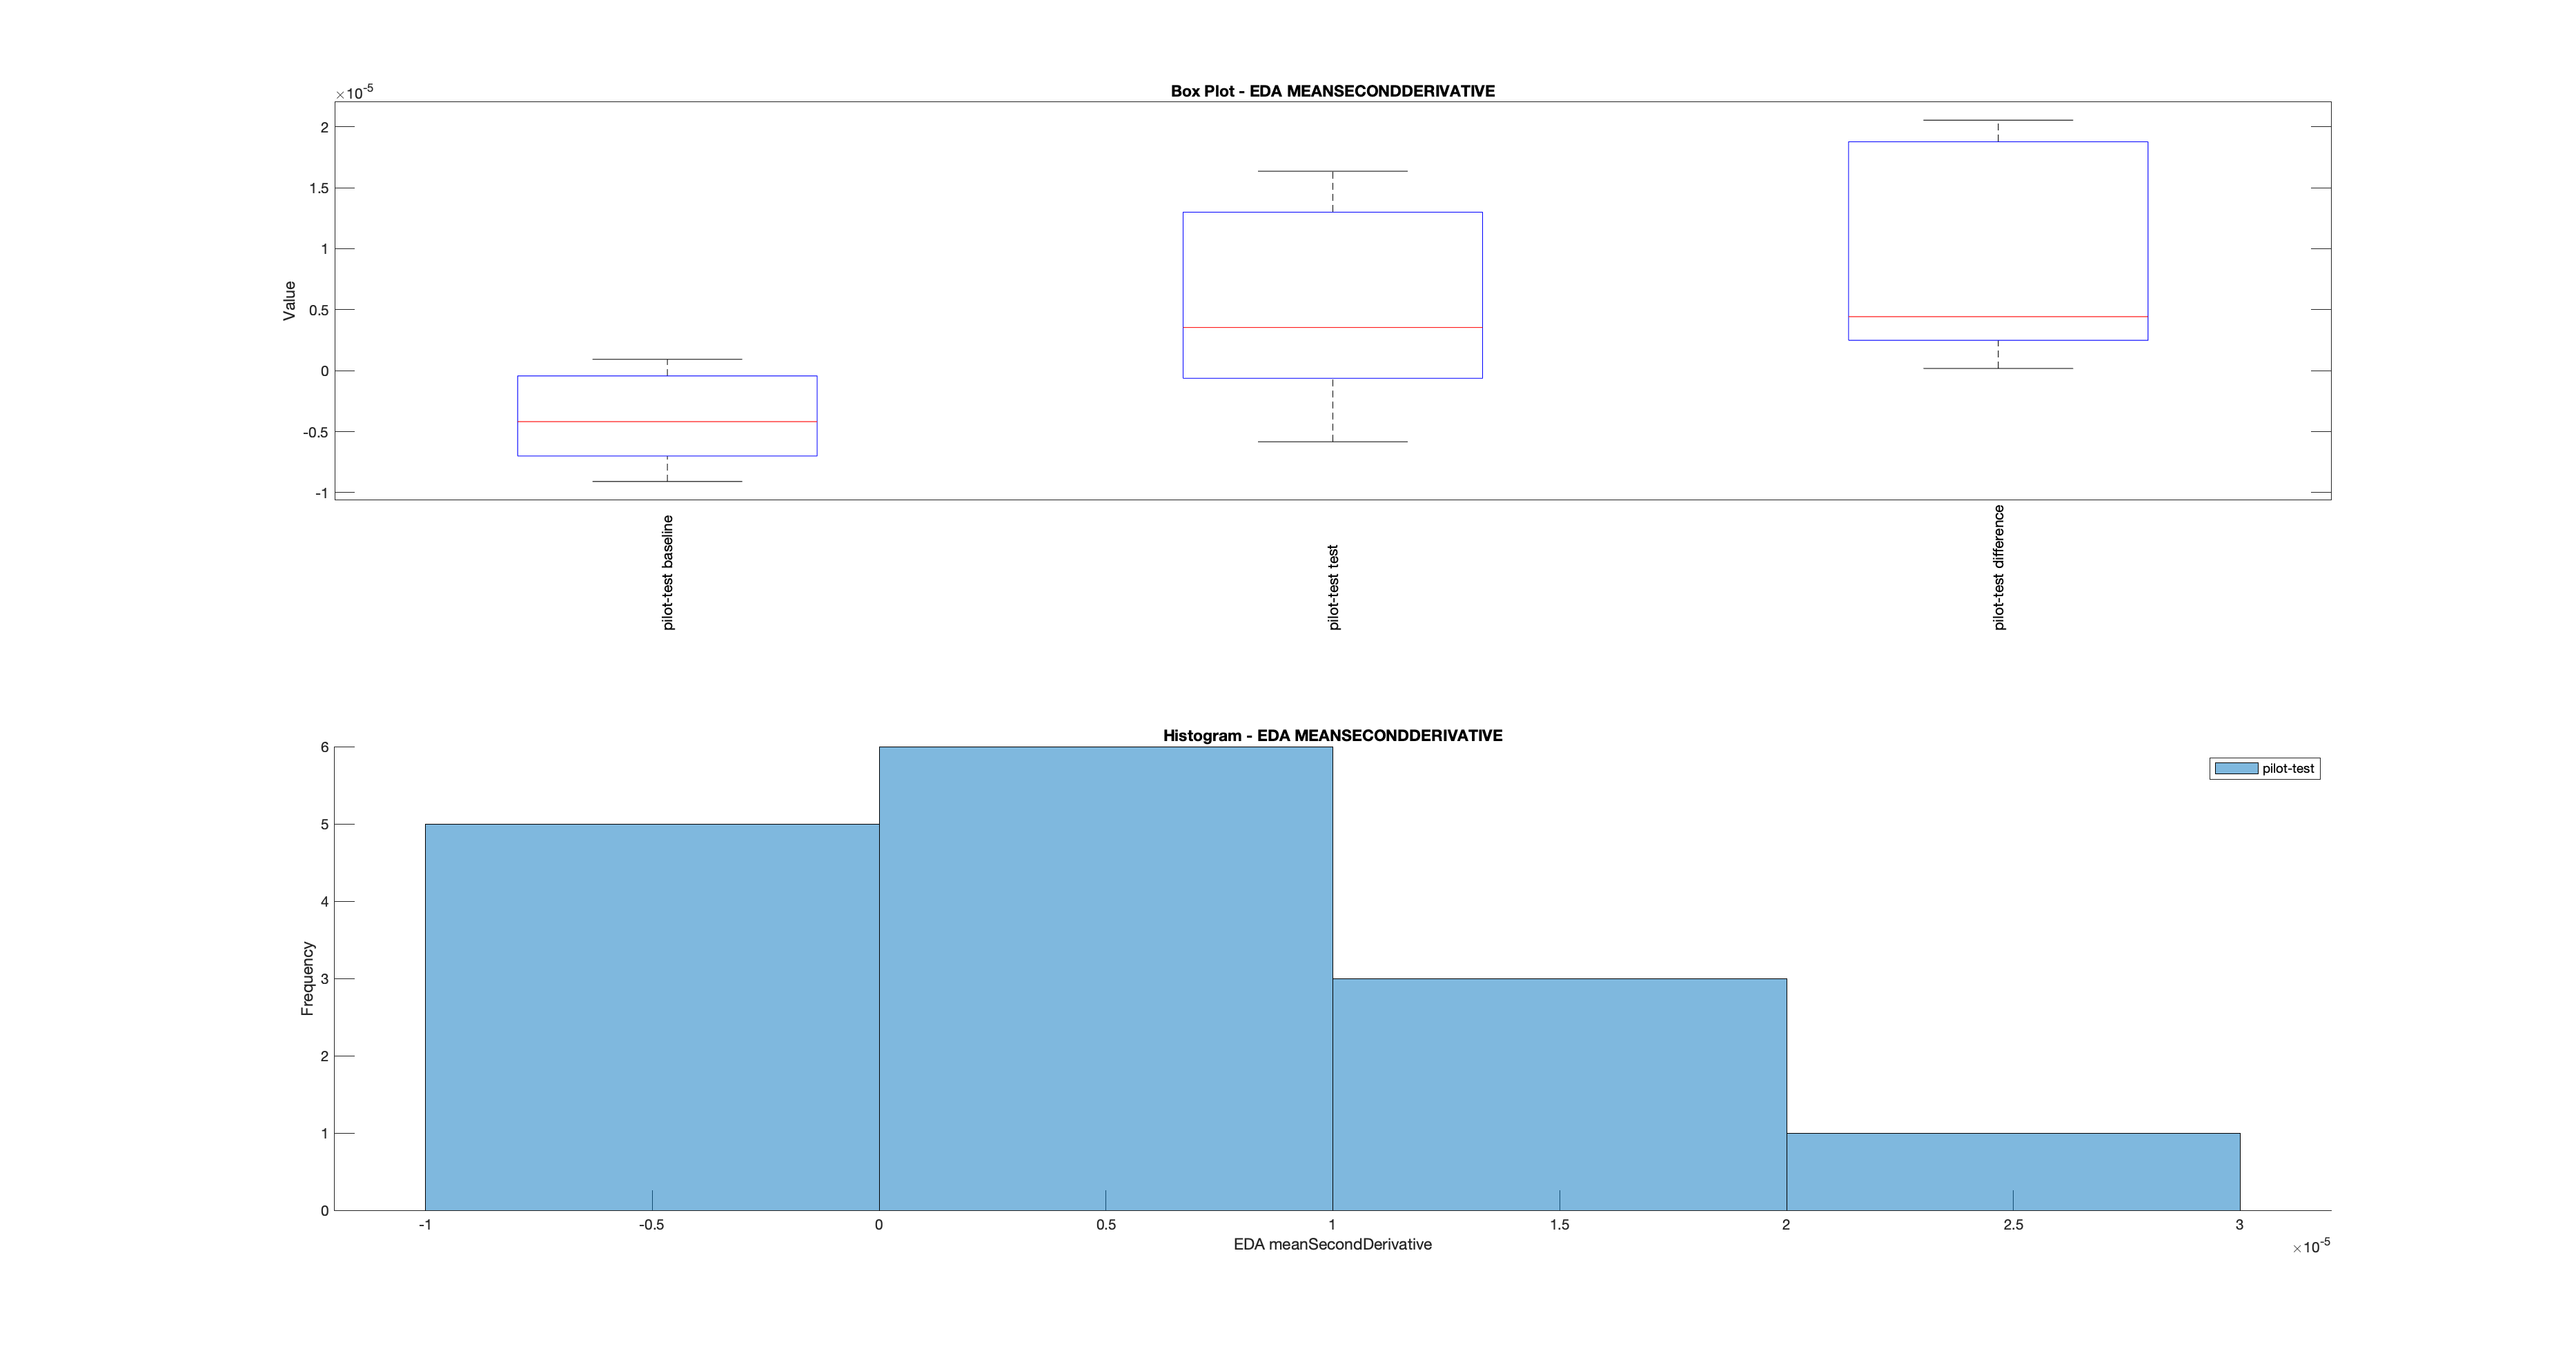 ×10-5
Box Plot - EDA MEANSECONDDERIVATIVE
Value
2
1.5
1
0.5
0
-0.5
-1
pilot-test baseline
pilot-test test
pilot-test difference
Histogram - EDA MEANSECONDDERIVATIVE
pilot-test
Frequency
6
5
4
3
2
1
0
-1
-0.5
0
0.5
1
1.5
2
2.5
3
EDA meanSecondDerivative
×10-5